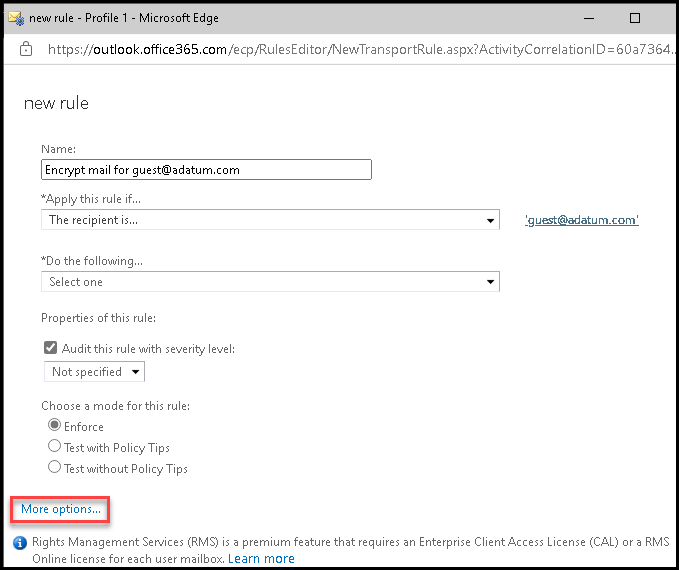 new rule - Profile 1 - Microsoft Edge
https://outlook.office365.com/ecp/RulesEditor/NewTransportRule.aspx?ActivityCorrelationID=60a7364...
new rule
Name:
Encrypt mail for guest@adatum.com
*Apply this rule if...
The recipient is...
'guest@adatum.com'
*Do the following...
Select one
Properties of this rule:
Audit this rule with severity level:
Not specified
Choose a mode for this rule:
Enforce
Test with Policy Tips
Test without Policy Tips
More options...
Rights Management Services (RMS) is a premium feature that requires an Enterprise Client Access License (CAL) or a RMS
Online license for each user mailbox. Learn more